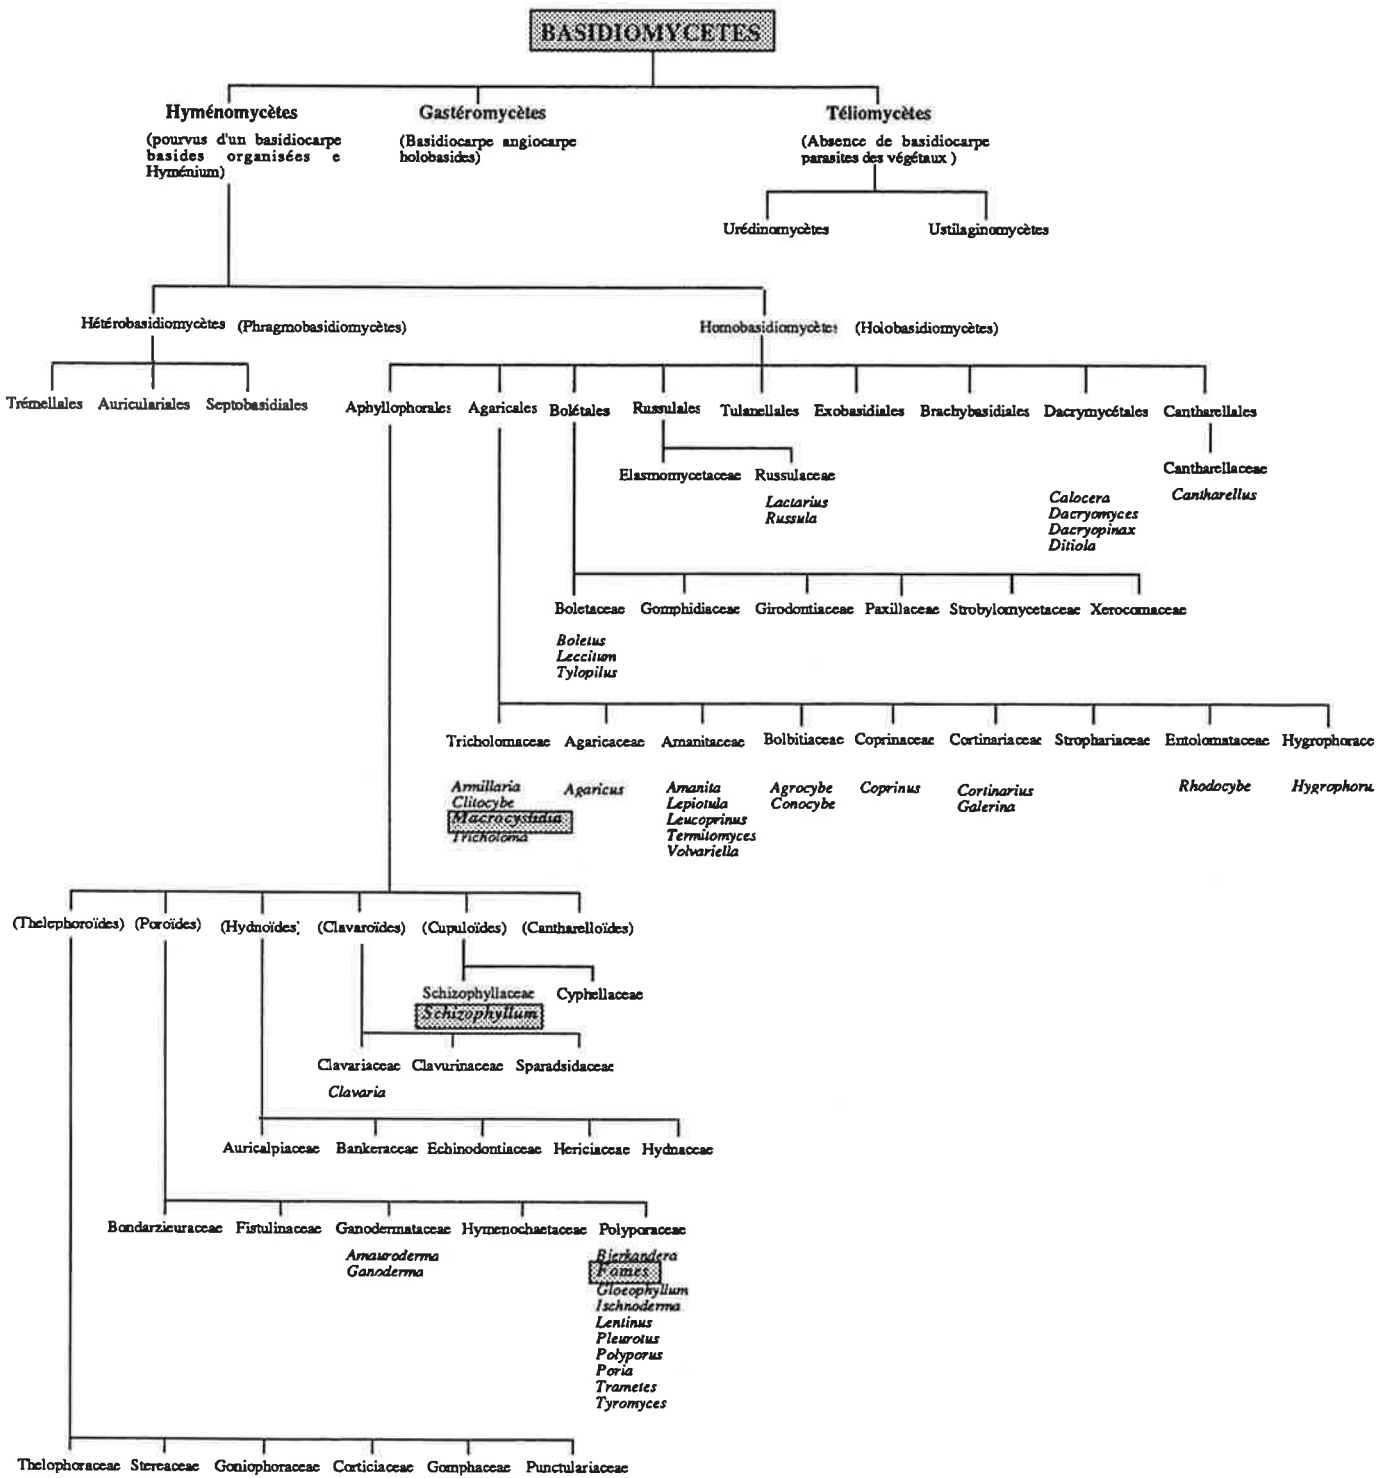 BASIDIOMYCETES
Hyménomycètes
(pourvus d'un basidiocarpe
basides organisées e
Hyménium)
Gastéromycètes
(Basidiocarpe angiocarpe
holobasides)
Téliomycètes
(Absence de basidiocarpe
parasites des végétaux )
Urédinomycètes
Ustilaginomycètes
Hétérobasidiomycètes (Phragmobasidiomycètes)
Homobasidiomycètes (Holobasidiomycètes)
Trémellales
Auriculariales
Septobasidiales
Aphyllophorales
Agaricales
Bolétales
Russulales
Tulanellales
Exobasidiales
Brachybasidiales
Dacrymycétales
Cantharellales
Elasmomycetaceae
Russulaceae
Lactarius
Russula
Calocera
Dacryomyces
Dacryopinax
Ditiola
Cantharellaceae
Cantharellus
Boletaceae
Gomphidiaceae
Girodontiaceae
Paxillaceae
Strobylomycetaceae
Xerocomaceae
Boletus
Leccitum
Tylopilus
Tricholomaceae
Agaricaceae
Amanitaceae
Bolbitiaceae
Coprinaceae
Cortinariaceae
Strophariaceae
Entolomataceae
Hygrophorace
Armillaria
Clitocybe
Macrocystidia
Tricholoma
Agaricus
Amanita
Lepiotula
Leucoprinus
Termitomyces
Volvariella
Agrocybe
Conocybe
Coprinus
Cortinarius
Galerina
Rhodocybe
Hygrophoru
(Thelephoroïdes)
(Poroïdes)
(Hydnoïdes)
(Clavaroïdes)
(Cupuloïdes)
(Cantharelloïdes)
Schizophyllaceae
Schizophyllum
Cyphellaceae
Clavariaceae
Clavurinaceae
Sparadsidaceae
Clavaria
Auricalpiaceae
Bankeraceae
Echinodontiaceae
Hericiaceae
Hydnaceae
Bondarzieuraceae
Fistulinaceae
Ganodermataceae
Hymenochaetaceae
Polyporaceae
Amauroderma
Ganoderma
Bjerkandera
Fomes
Gloeophyllum
Ischnoderma
Lentinus
Pleurotus
Polyporus
Poria
Trametes
Tyromyces
Thelophoraceae
Stereaceae
Goniophoraceae
Corticiaceae
Gomphaceae
Punctulariaceae